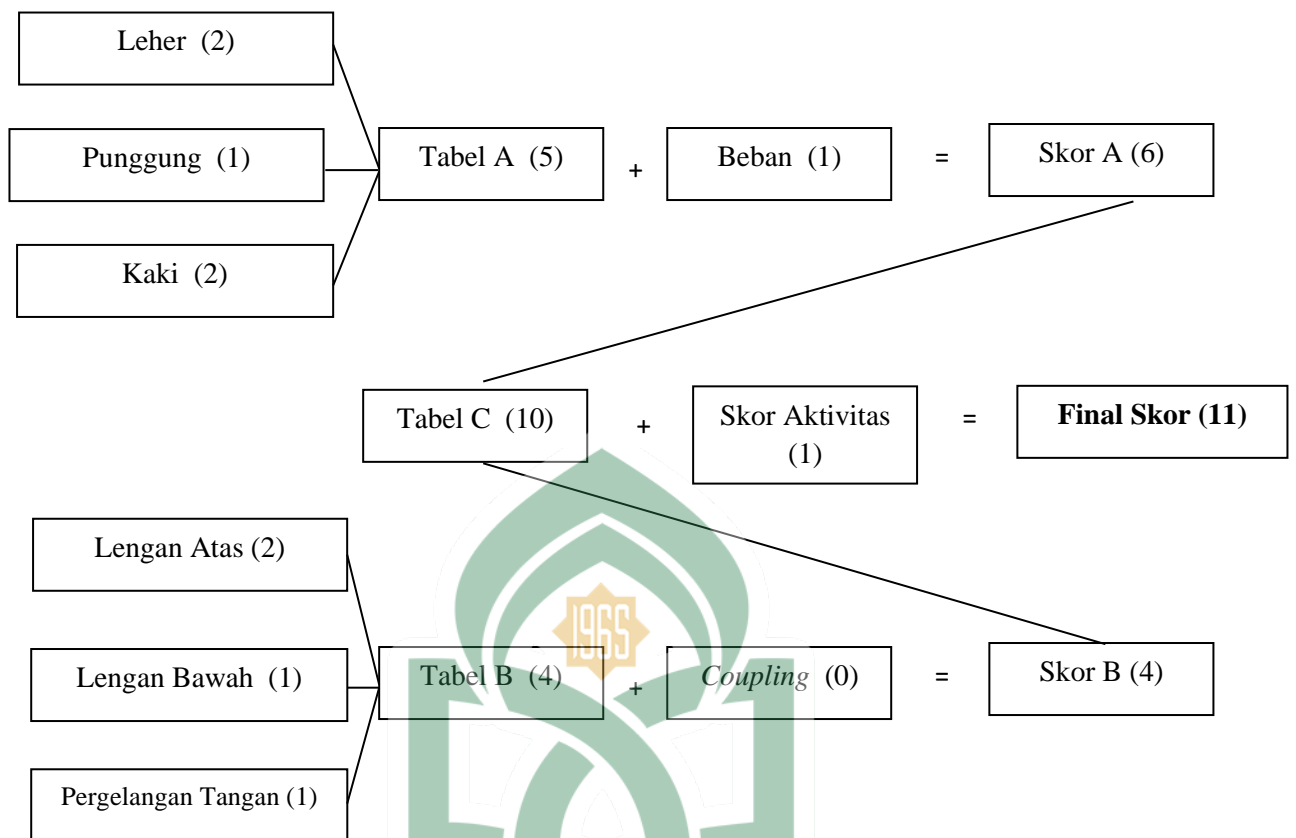 Leher (2)
Punggung (1)
Tabel A (5) + Beban (1) = Skor A (6)
Kaki (2)
Tabel C (10) + Skor Aktivitas
(1)
= Final Skor (11)
Lengan Atas (2)
1965
Lengan Bawah (1)
Tabel B (4) + Coupling (0) = Skor B (4)
Pergelangan Tangan (1)